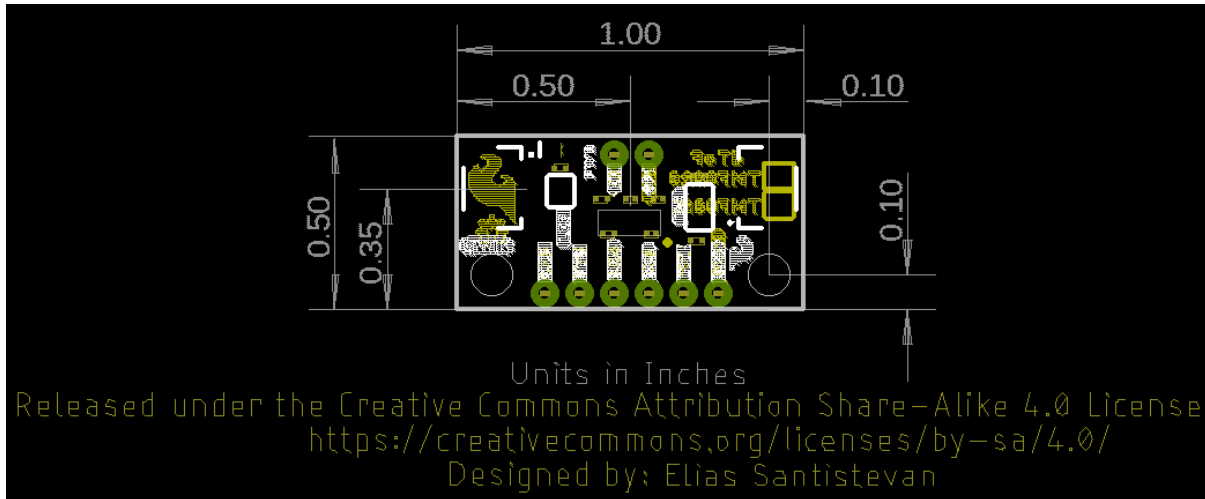 1.00
0.50
0.10
0.50
0.35
0.10
Units in Inches
Released under the Creative Commons Attribution Share-Alike 4.0 License
https://creativecommons.org/licenses/by-sa/4.0/
Designed by: Elias Santistevan